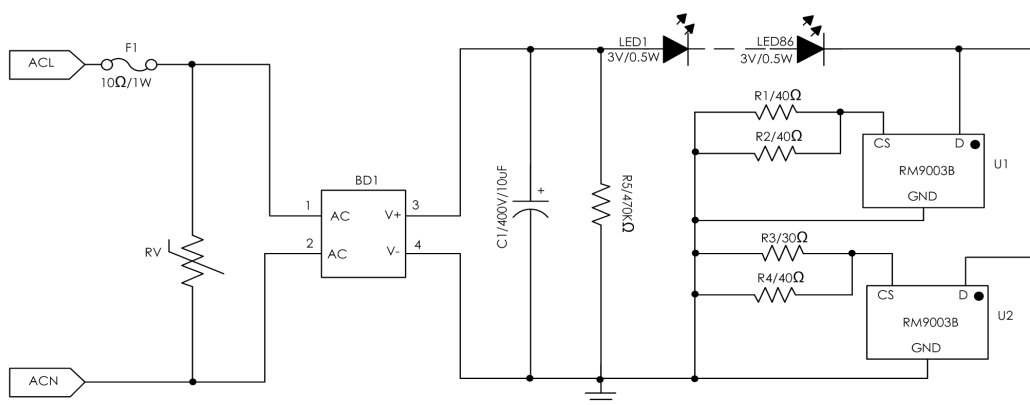 ACL
F1
10Ω/1W
RV
ACN
BD1
1
AC
V+
3
2
AC
V-
4
C1/400V/10uF
+
R5/470KΩ
LED1
3V/0.5W
LED86
3V/0.5W
R1/40Ω
R2/40Ω
CS
D
RM9003B
GND
U1
R3/30Ω
R4/40Ω
CS
D
RM9003B
GND
U2